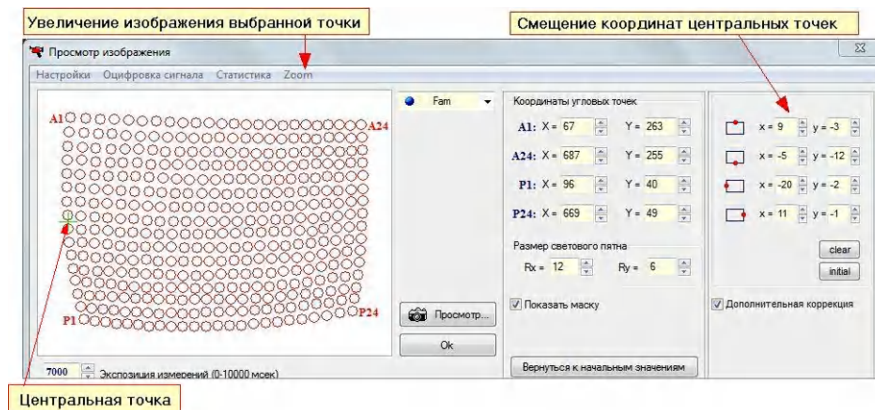 Увеличение изображения выбранной точки
Смещение координат центральных точек
Просмотр изображения
Настройки Оцифровка сигнала Статистика Zoom
A1
A24
P1
P24
Fam
Просмотр...
Ok
7000 Экспозиция измерений (0-10000 мсек)
Координаты угловых точек
A1: X = 67 Y = 263
A24: X = 687 Y = 255
P1: X = 96 Y = 40
P24: X = 669 Y = 49
Размер светового пятна
Rx = 12 Ry = 6
Показать маску
Вернуться к начальным значениям
x = 9 y = -3
x = -5 y = -12
x = -20 y = -2
x = 11 y = -1
clear
initial
Дополнительная коррекция
Центральная точка